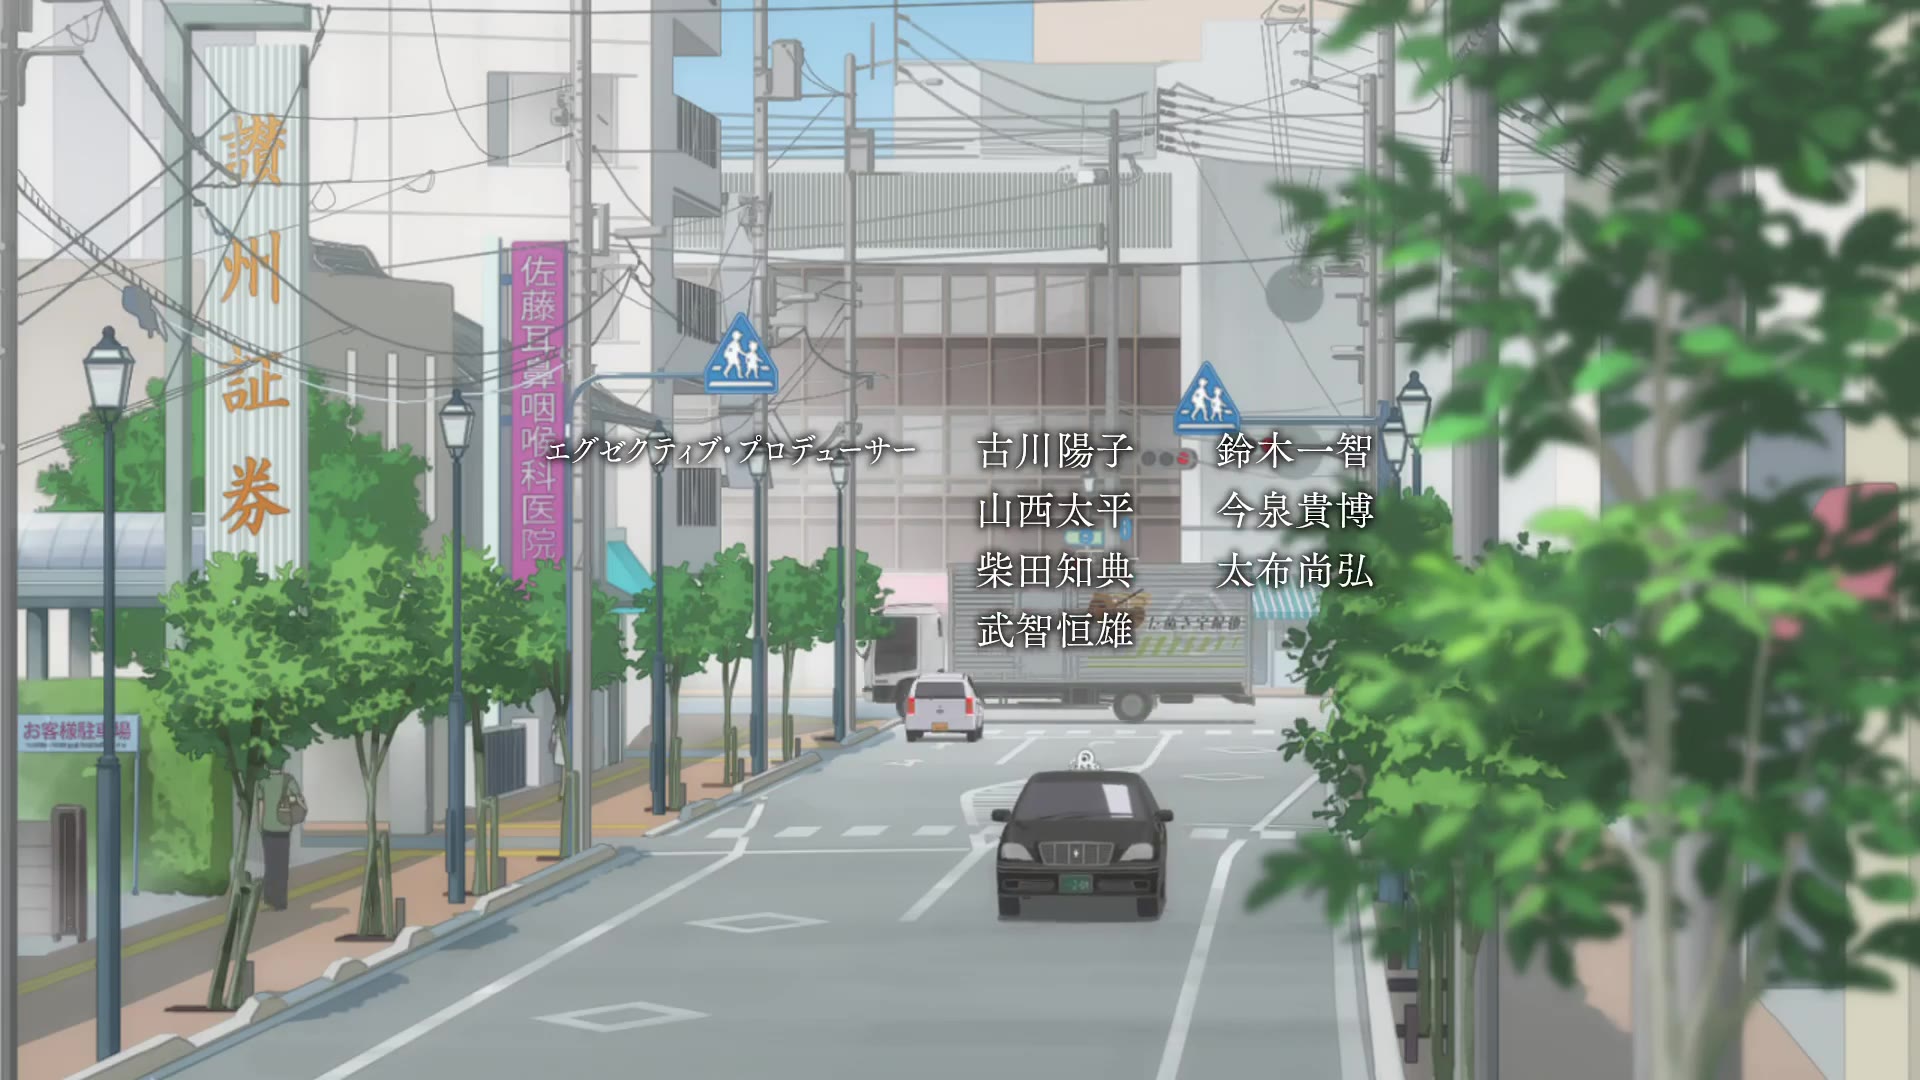 讃州証券
佐藤耳鼻咽喉科医院
エグゼクティブ・プロデューサー
古川陽子 鈴木一智
山西太平 今泉貴博
柴田知典 太布尚弘
武智恒雄
お客様駐車場